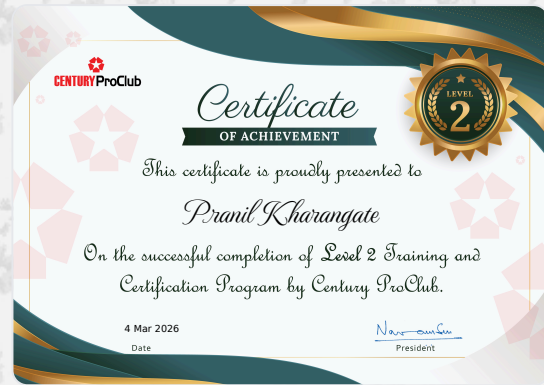 CENTURY ProClub
Certificate
OF ACHIEVEMENT
LEVEL
2
This certificate is proudly presented to
Pranil Kharangate
On the successful completion of Level 2 Training and
Certification Program by Century ProClub.
4 Mar 2026
Date
President